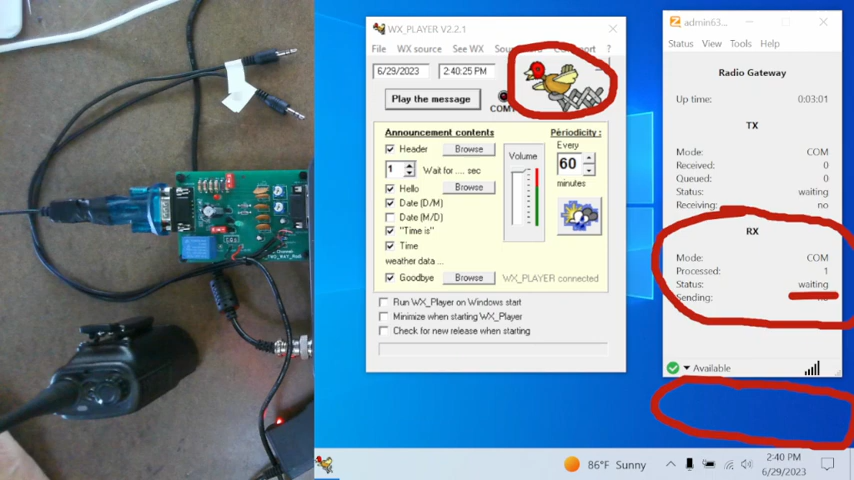 WX_PLAYER V2.2.1
File WX source See WX
6/29/2023 2:40:25 PM
Play the message
Announcement contents
Header Browse
1 Wait for .... sec
Hello Browse
Date (D/M)
Date (M/D)
"Time is"
Time
weather data ...
Goodbye Browse WX_PLAYER connected
Volume
Périodicity :
Every
60
minutes
Run WX_Player on Windows start
Minimize when starting WX_Player
Check for new release when starting
admin63...
Status View Tools Help
Radio Gateway
Up time: 0:03:01
TX
Mode: COM
Received: 0
Queued: 0
Status: waiting
Receiving: no
RX
Mode: COM
Processed: 1
Status: waiting
Sending:
Available
86°F Sunny
2:40 PM
6/29/2023